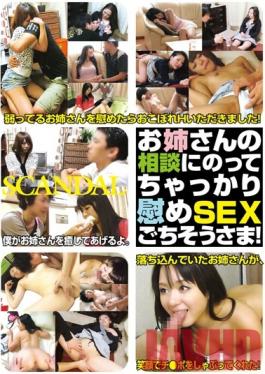 弱ってるお姉さんを慰めたらおこぼれHいただきました!
お姉さんの
相談にのって
ちゃっかり
慰めSEX
ごちそうさま!
SCANDAL
僕がお姉さんを癒してあげるよ。
落ち込んでいたお姉さんが、
笑顔でチ●ポをしゃぶってくれた!